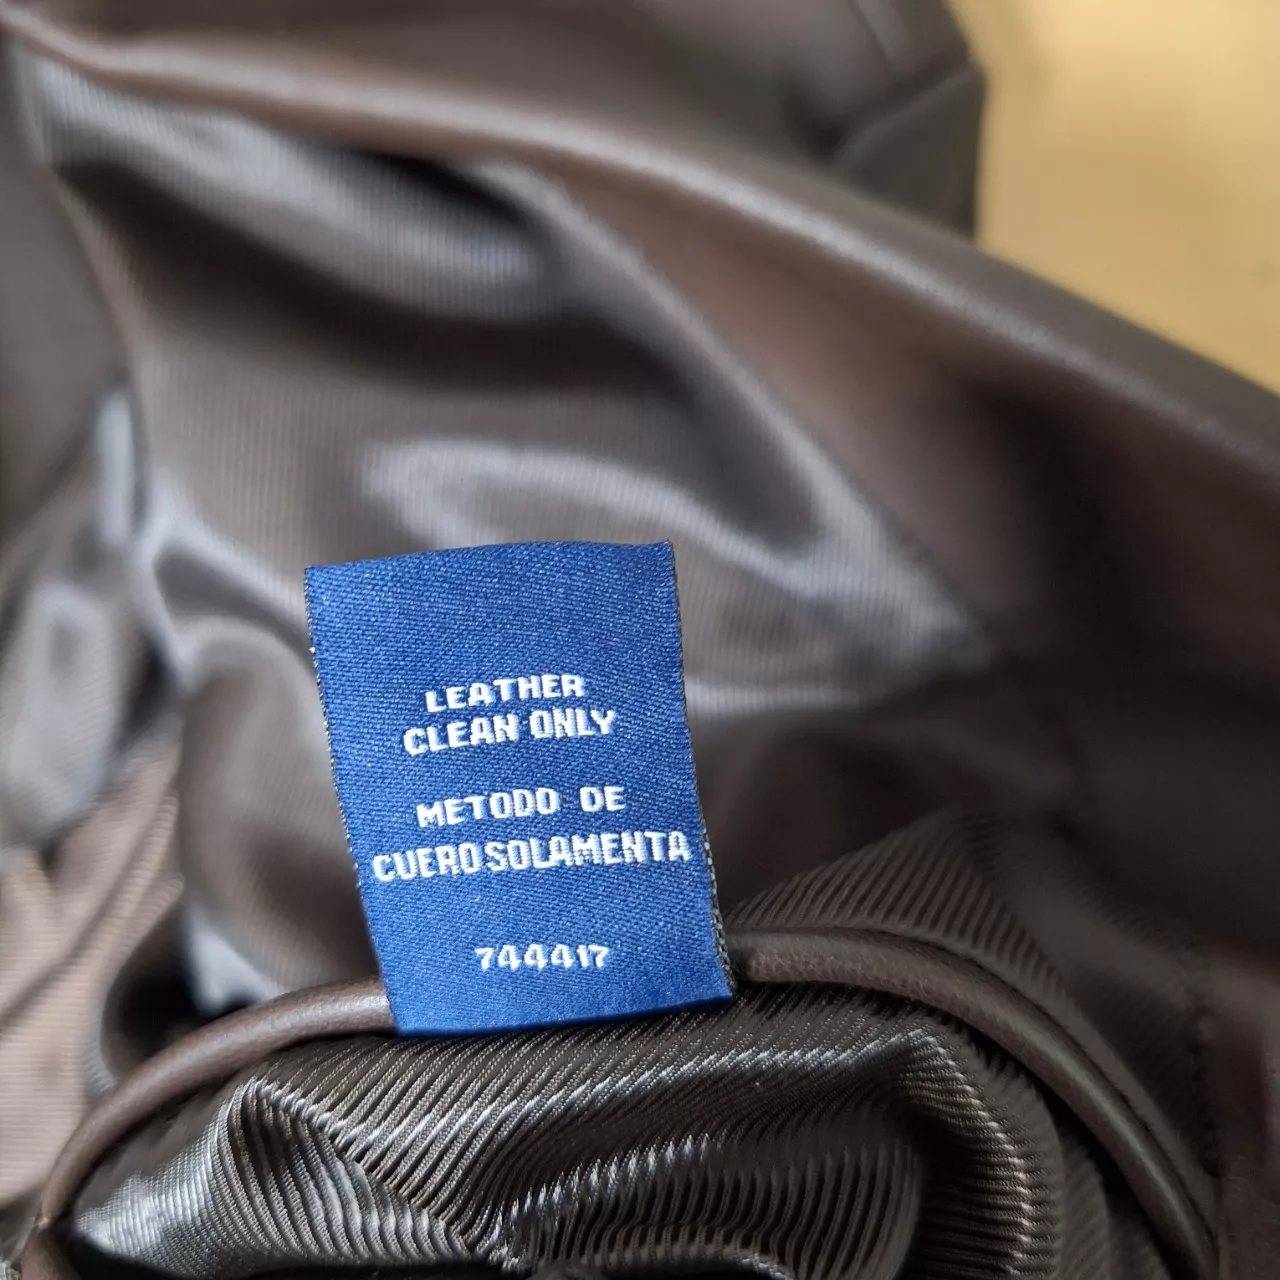 LEATHER
CLEAN ONLY
METODO DE
CUERO SOLAMENTA
744417